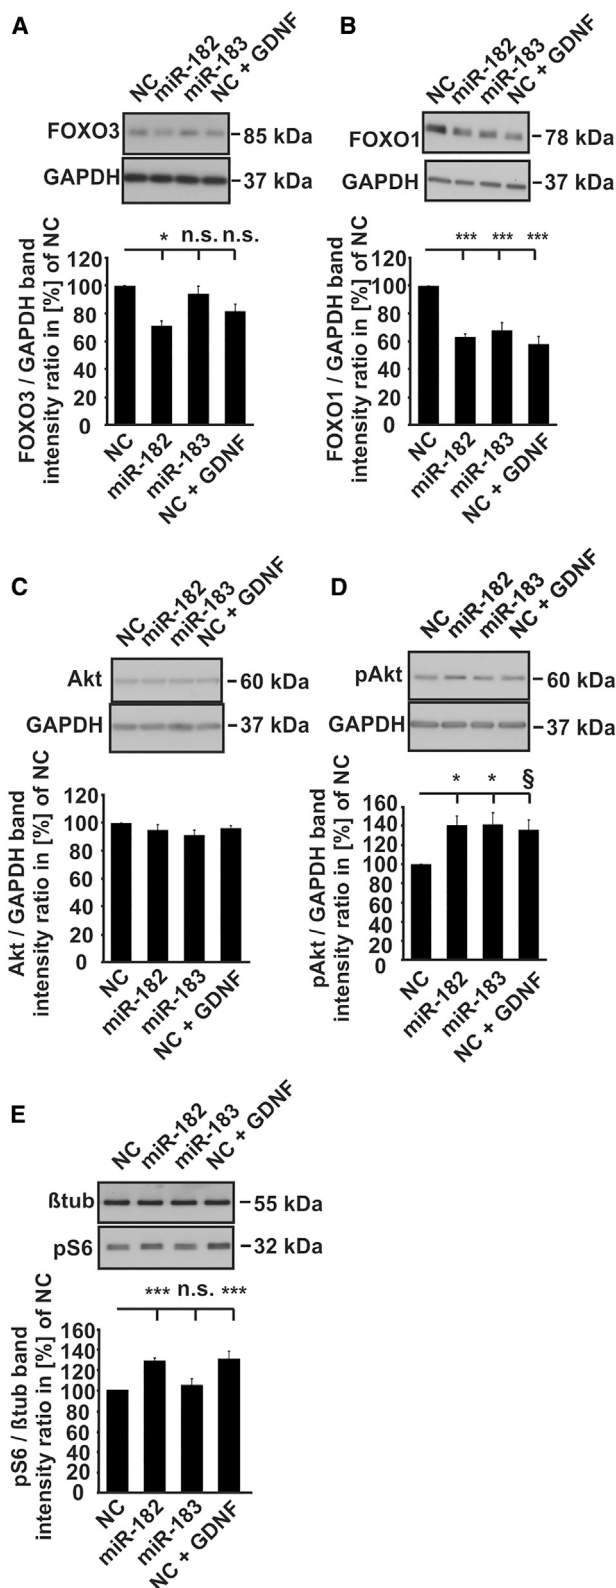 A
NC miR-182 miR-183 NC + GDNF
FOXO3 85 kDa
GAPDH 37 kDa
* n.s. n.s.
FOXO3 / GAPDH band
intensity ratio in [%] of NC
120
100
80
60
40
20
0
NC miR-182 miR-183 NC + GDNF
B
NC miR-182 miR-183 NC + GDNF
FOXO1 78 kDa
GAPDH 37 kDa
*** *** ***
FOXO1 / GAPDH band
intensity ratio in [%] of NC
120
100
80
60
40
20
0
NC miR-182 miR-183 NC + GDNF
C
NC miR-182 miR-183 NC + GDNF
Akt 60 kDa
GAPDH 37 kDa
Akt / GAPDH band
intensity ratio in [%] of NC
120
100
80
60
40
20
0
NC miR-182 miR-183 NC + GDNF
D
NC miR-182 miR-183 NC + GDNF
pAkt 60 kDa
GAPDH 37 kDa
* * §
pAkt / GAPDH band
intensity ratio in [%] of NC
160
140
120
100
80
60
40
20
0
NC miR-182 miR-183 NC + GDNF
E
NC miR-182 miR-183 NC + GDNF
ßtub 55 kDa
pS6 32 kDa
*** n.s. ***
pS6 / ßtub band
intensity ratio in [%] of NC
160
140
120
100
80
60
40
20
0
NC miR-182 miR-183 NC + GDNF